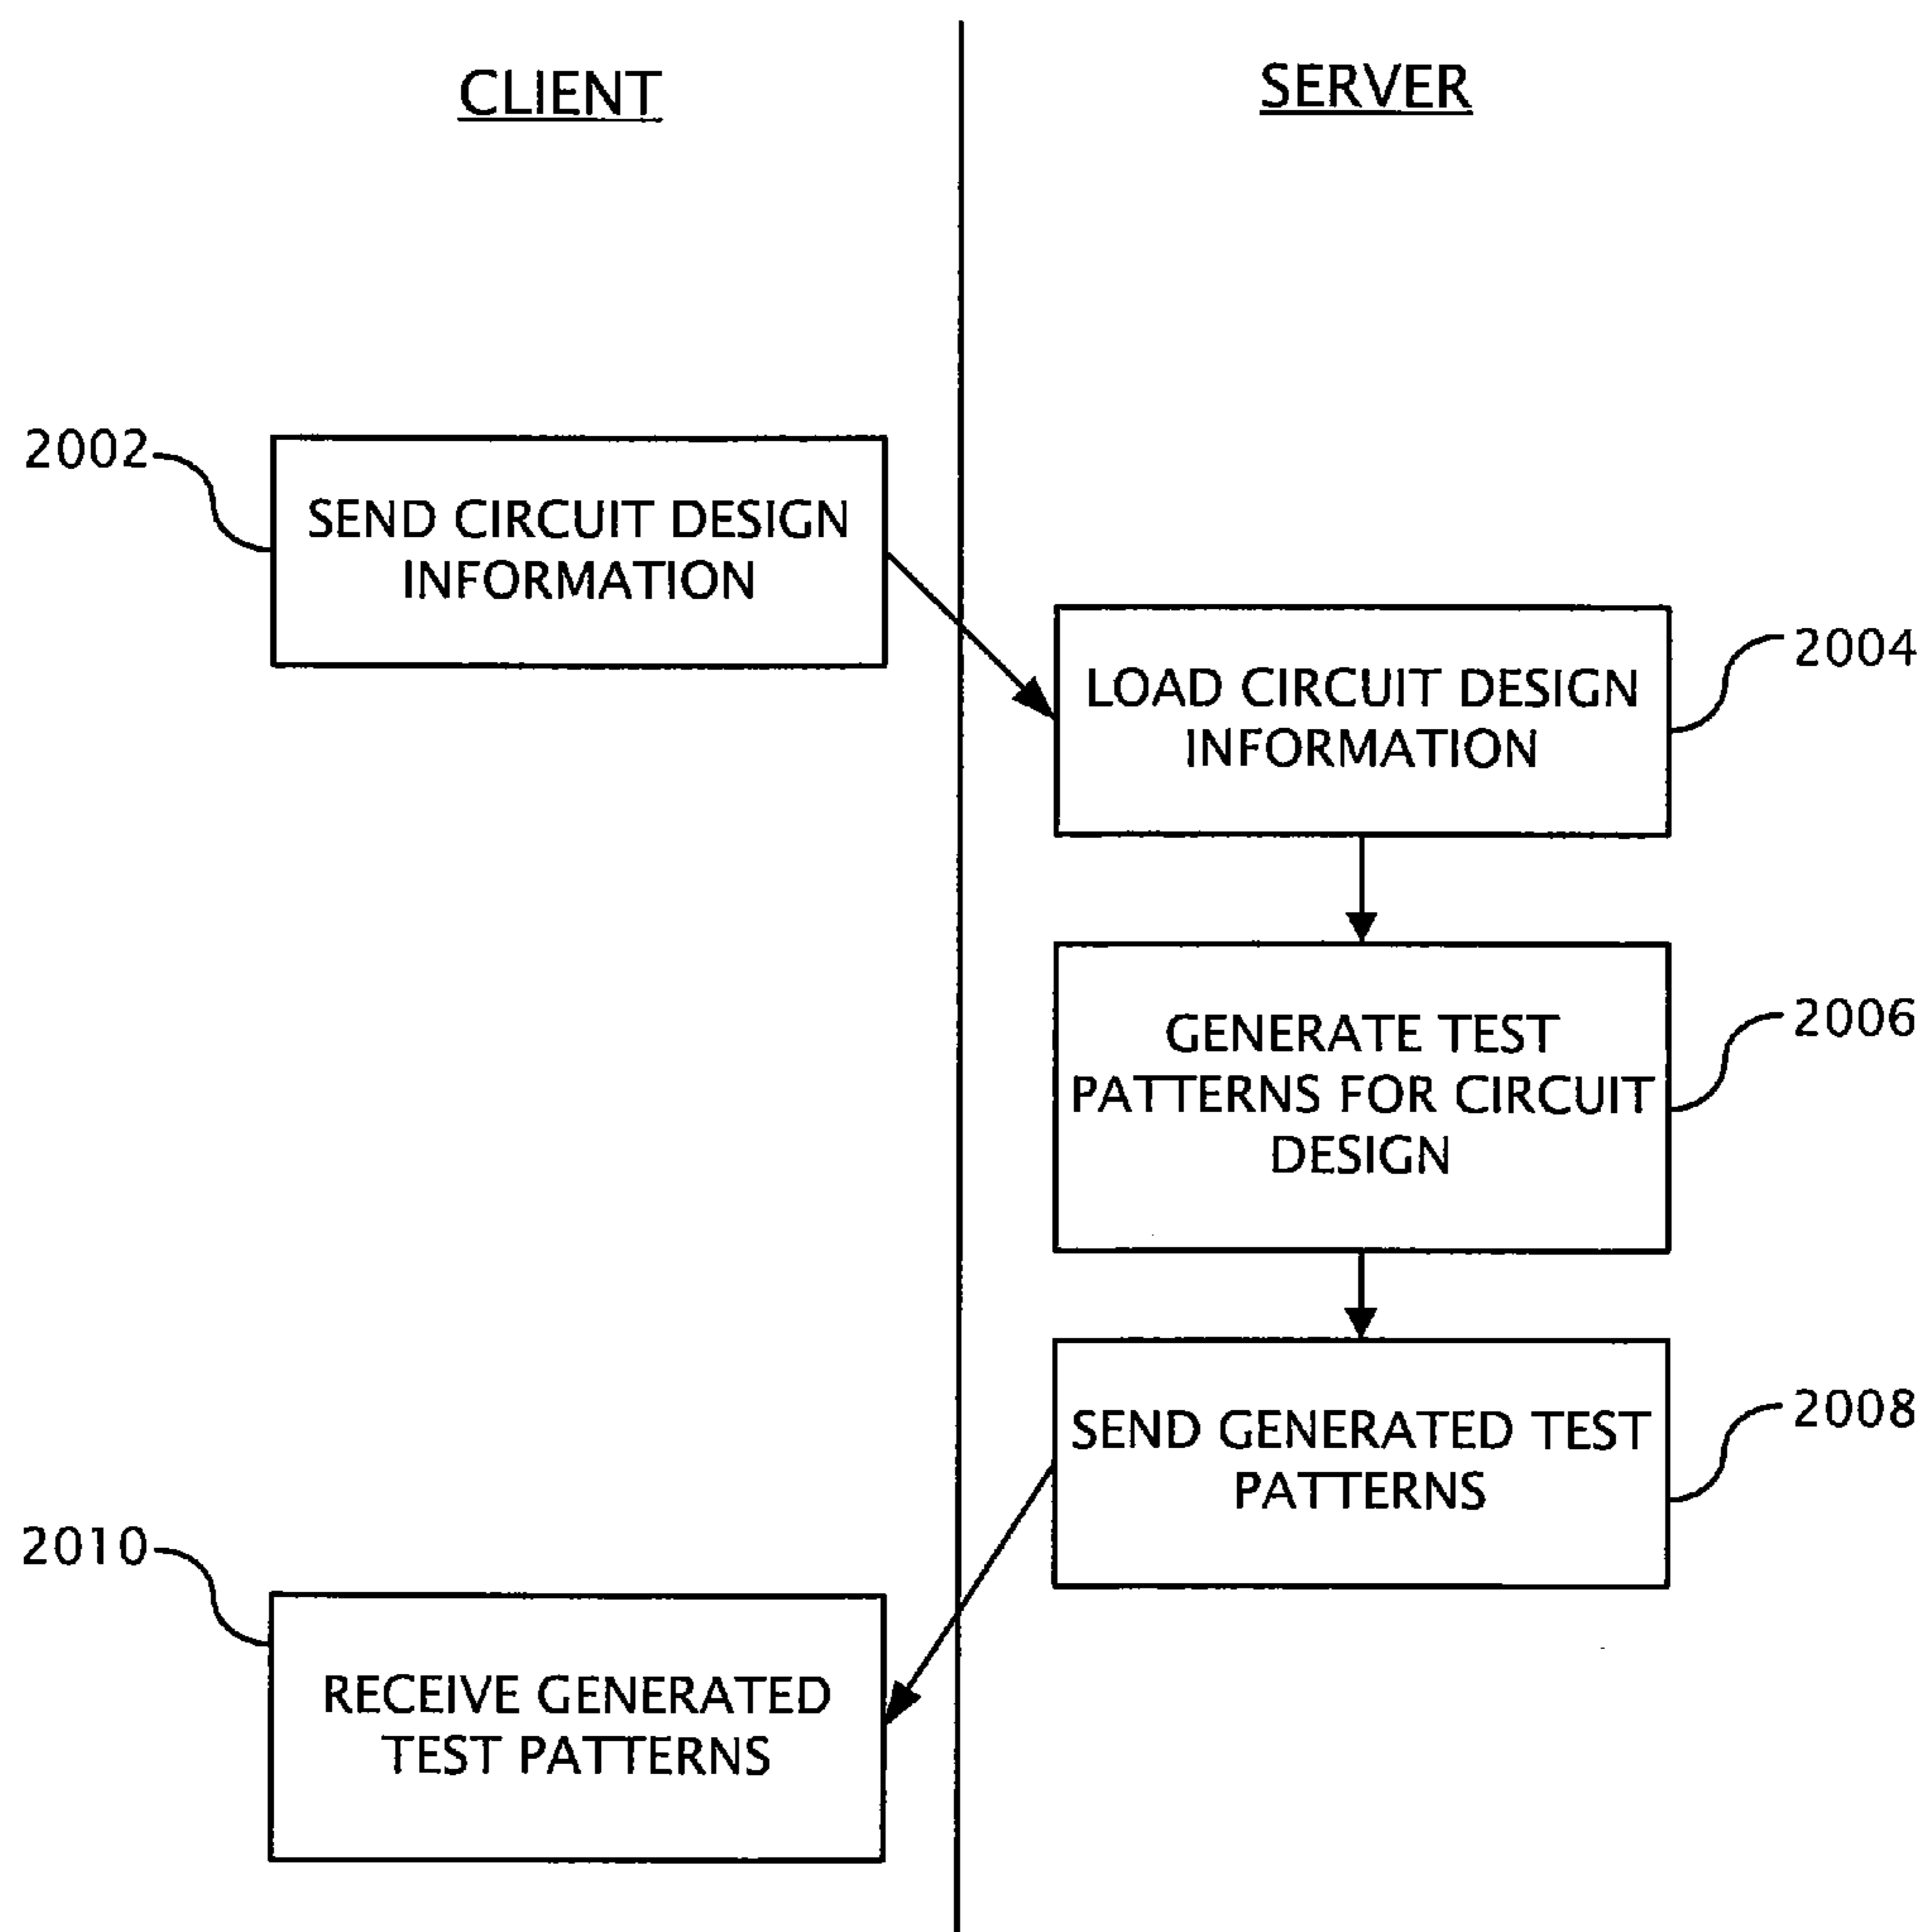 CLIENT
SERVER
2002
SEND CIRCUIT DESIGN
INFORMATION
2004
LOAD CIRCUIT DESIGN
INFORMATION
2006
GENERATE TEST
PATTERNS FOR CIRCUIT
DESIGN
2008
SEND GENERATED TEST
PATTERNS
2010
RECEIVE GENERATED
TEST PATTERNS